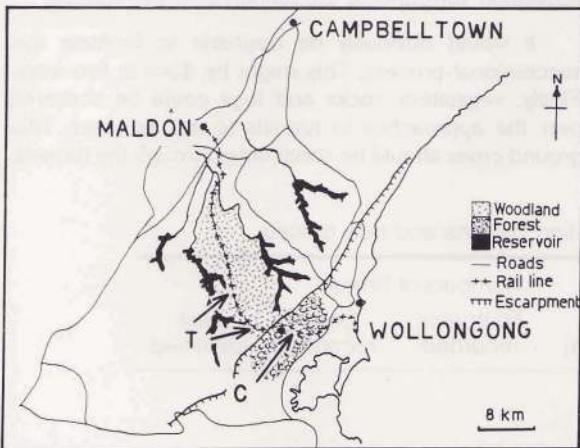 CAMPBELLTOWN
MALDON
N
Woodland
Forest
Reservoir
Roads
Rail line
Escarpment
WOLLONGONG
T
C
8 km